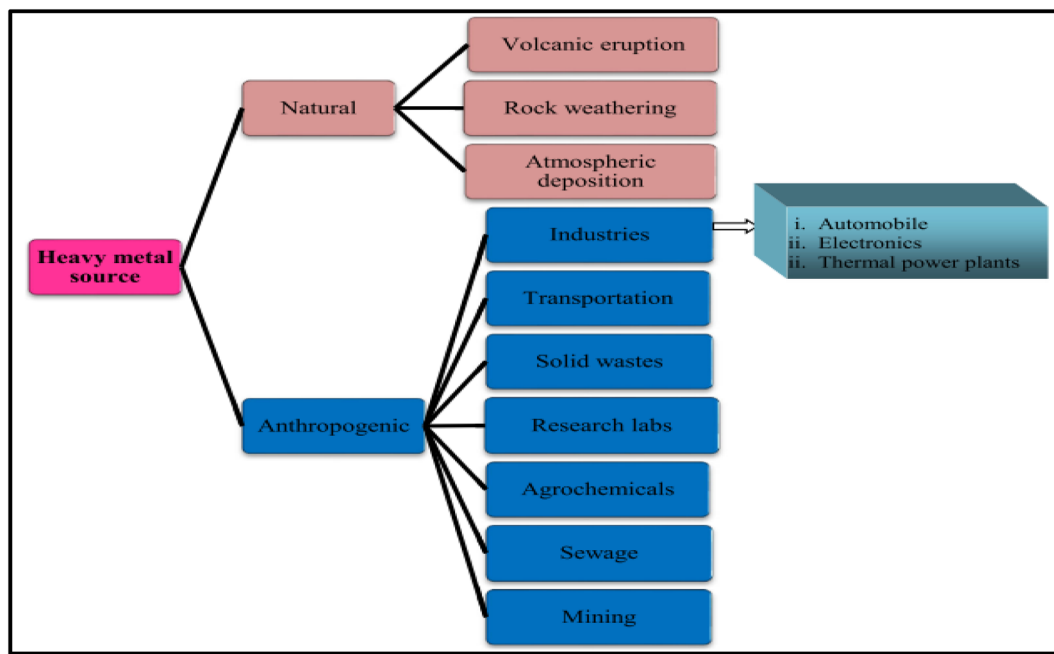 Volcanic eruption
Natural
Rock weathering
Atmospheric
deposition
Heavy metal
source
Industries
i. Automobile
ii. Electronics
ii. Thermal power plants
Transportation
Solid wastes
Anthropogenic
Research labs
Agrochemicals
Sewage
Mining